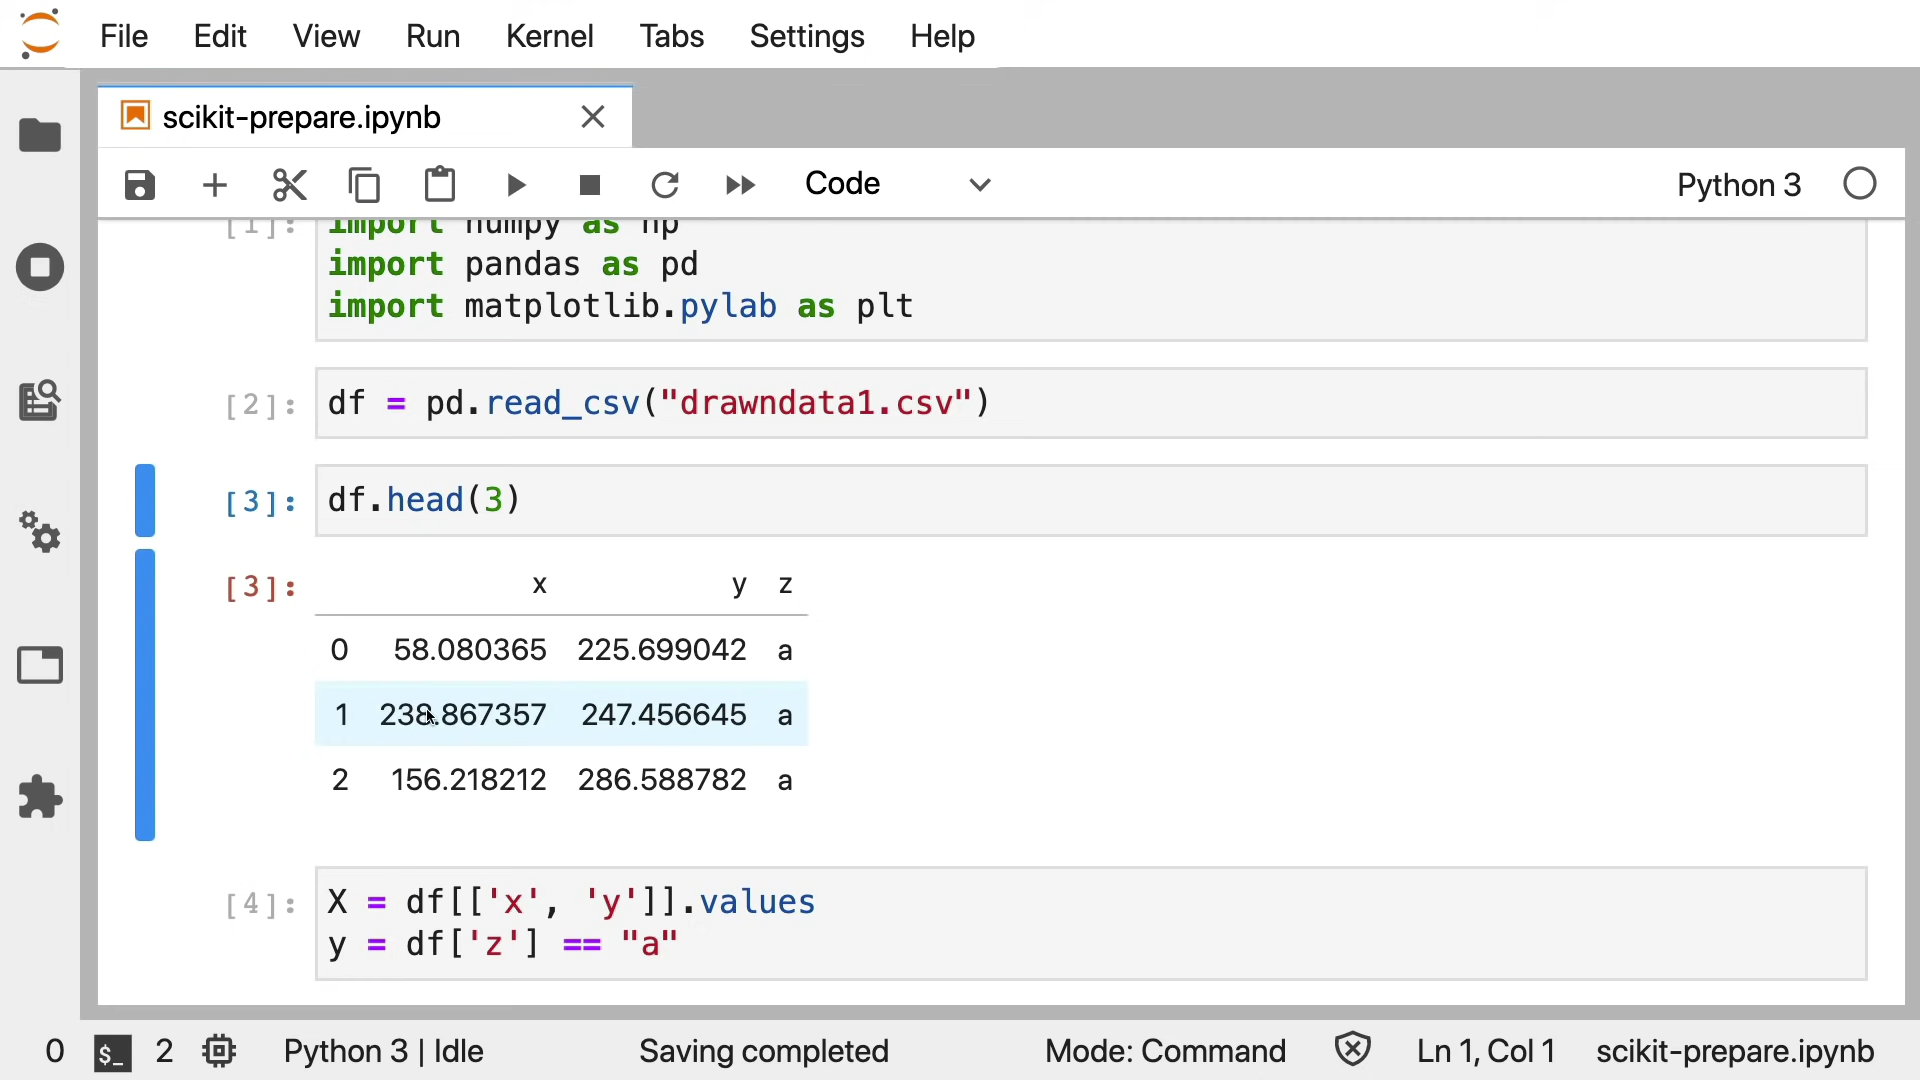 File Edit View Run Kernel Tabs Settings Help
scikit-prepare.ipynb
Code Python 3
[1]: import numpy as np
import pandas as pd
import matplotlib.pylab as plt
[2]: df = pd.read_csv("drawndata1.csv")
[3]: df.head(3)
[3]: x y z
0 58.080365 225.699042 a
1 238.867357 247.456645 a
2 156.218212 286.588782 a
[4]: X = df[['x', 'y']].values
y = df['z'] == "a"
0 $_ 2 Python 3 | Idle Saving completed Mode: Command Ln 1, Col 1 scikit-prepare.ipynb